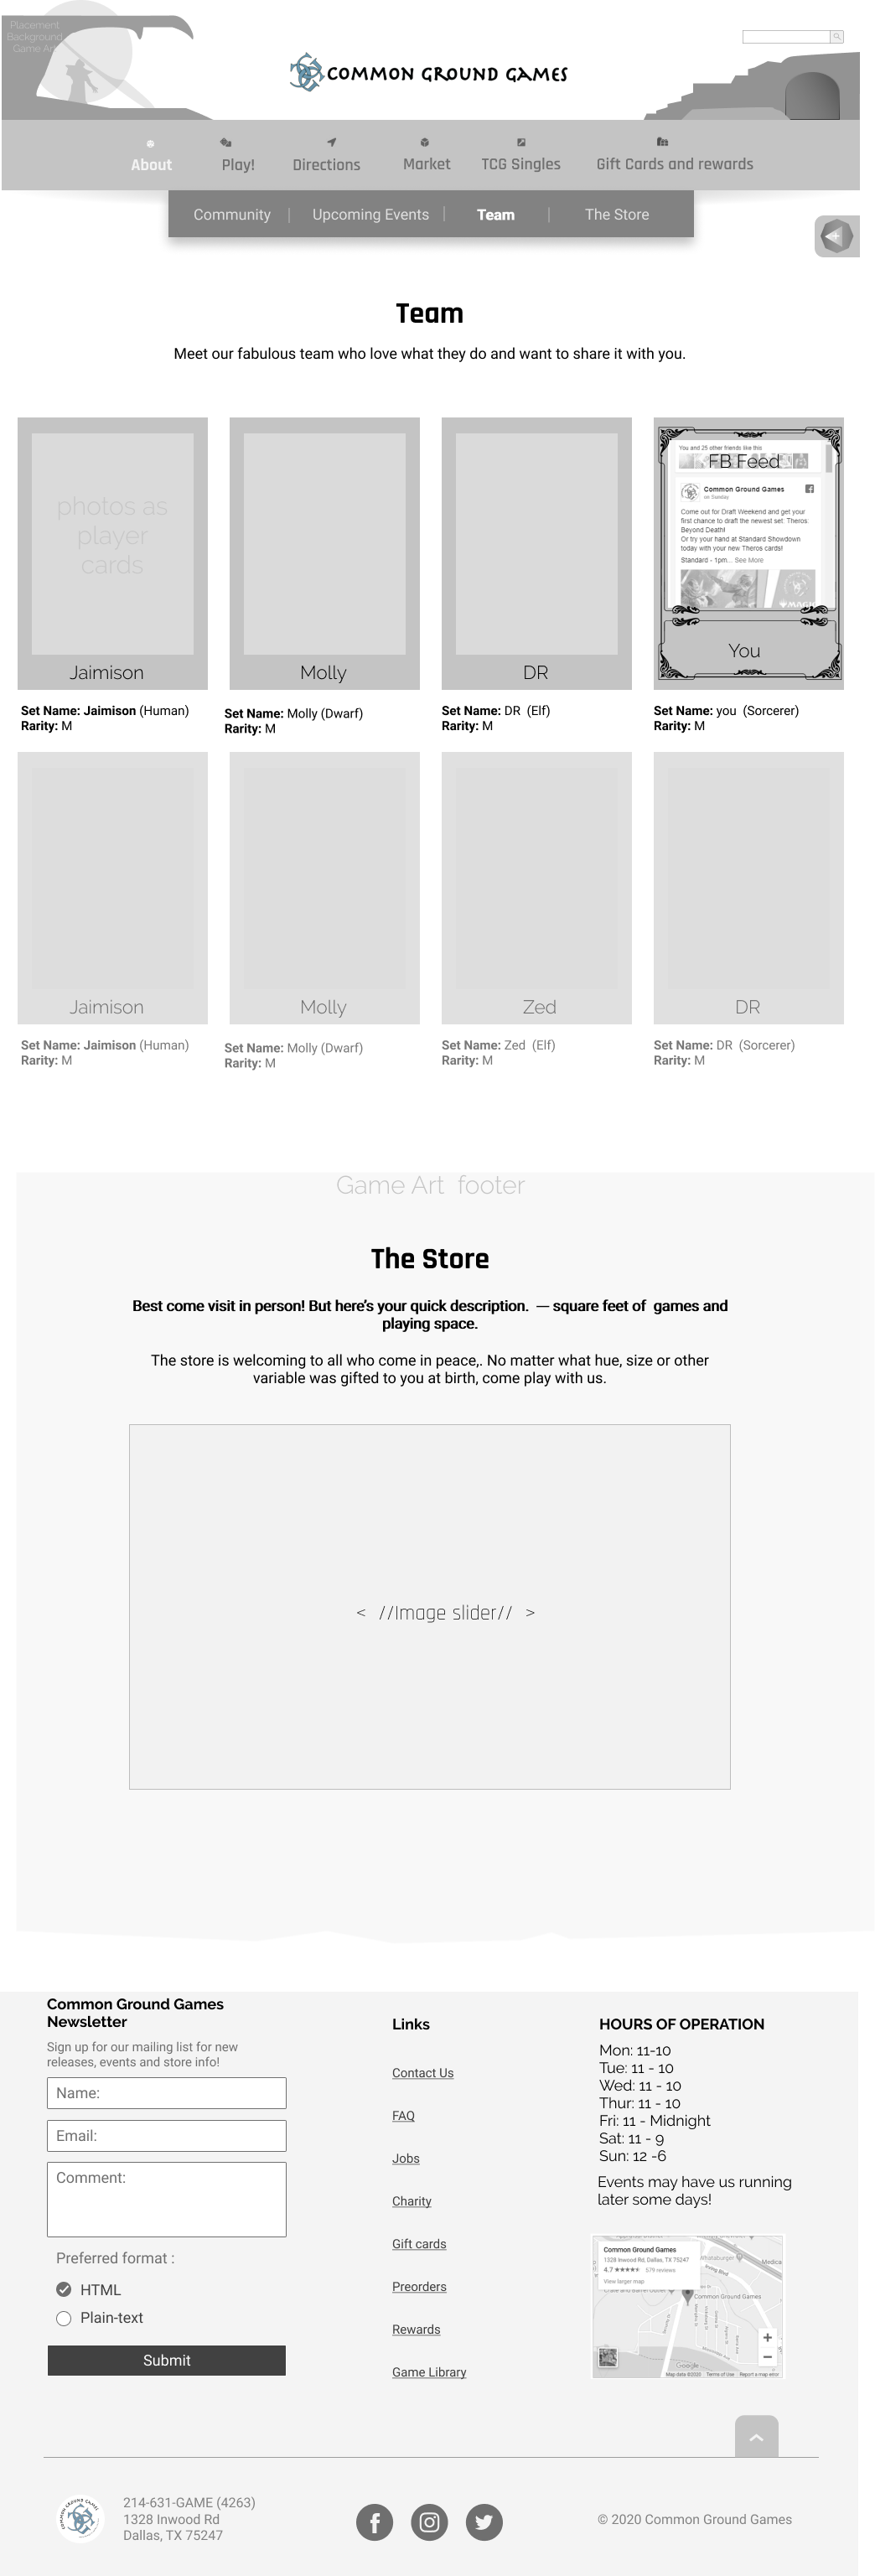 Placement
Background
Game Art
COMMON GROUND GAMES
About
Play!
Directions
Market
TCG Singles
Gift Cards and rewards
Community | Upcoming Events | Team | The Store
Team
Meet our fabulous team who love what they do and want to share it with you.
photos as
player
cards
Jaimison
Molly
DR
You and 25 other friends like this
FB Feed
Common Ground Games
on Sunday
Come out for Draft Weekend and get your
first chance to draft the newest set Theros:
Beyond Death!
Or try your hand at Standard Showdown
today with your new Theros cards!
Standard - 1pm... See More
MAGIC
You
Set Name: Jaimison (Human)
Rarity: M
Set Name: Molly (Dwarf)
Rarity: M
Set Name: DR (Elf)
Rarity: M
Set Name: you (Sorcerer)
Rarity: M
Jaimison
Molly
Zed
DR
Set Name: Jaimison (Human)
Rarity: M
Set Name: Molly (Dwarf)
Rarity: M
Set Name: Zed (Elf)
Rarity: M
Set Name: DR (Sorcerer)
Rarity: M
Game Art footer
The Store
Best come visit in person! But here's your quick description. — square feet of games and
playing space.
The store is welcoming to all who come in peace,. No matter what hue, size or other
variable was gifted to you at birth, come play with us.
< //Image slider// >
Common Ground Games
Newsletter
Sign up for our mailing list for new
releases, events and store info!
Name:
Email:
Comment:
Preferred format :
HTML
Plain-text
Submit
Links
Contact Us
FAQ
Jobs
Charity
Gift cards
Preorders
Rewards
Game Library
HOURS OF OPERATION
Mon: 11-10
Tue: 11 - 10
Wed: 11 - 10
Thur: 11 - 10
Fri: 11 - Midnight
Sat: 11 - 9
Sun: 12 -6
Events may have us running
later some days!
Common Ground Games
1328 Inwood Rd, Dallas, TX 75247
4.7 579 reviews
View larger map
Whataburger
Medica
Irving Blvd
Common Ground Games
Google
Map data ©2020 Terms of Use Report a map error
COMMON GROUND GAMES
214-631-GAME (4263)
1328 Inwood Rd
Dallas, TX 75247
© 2020 Common Ground Games